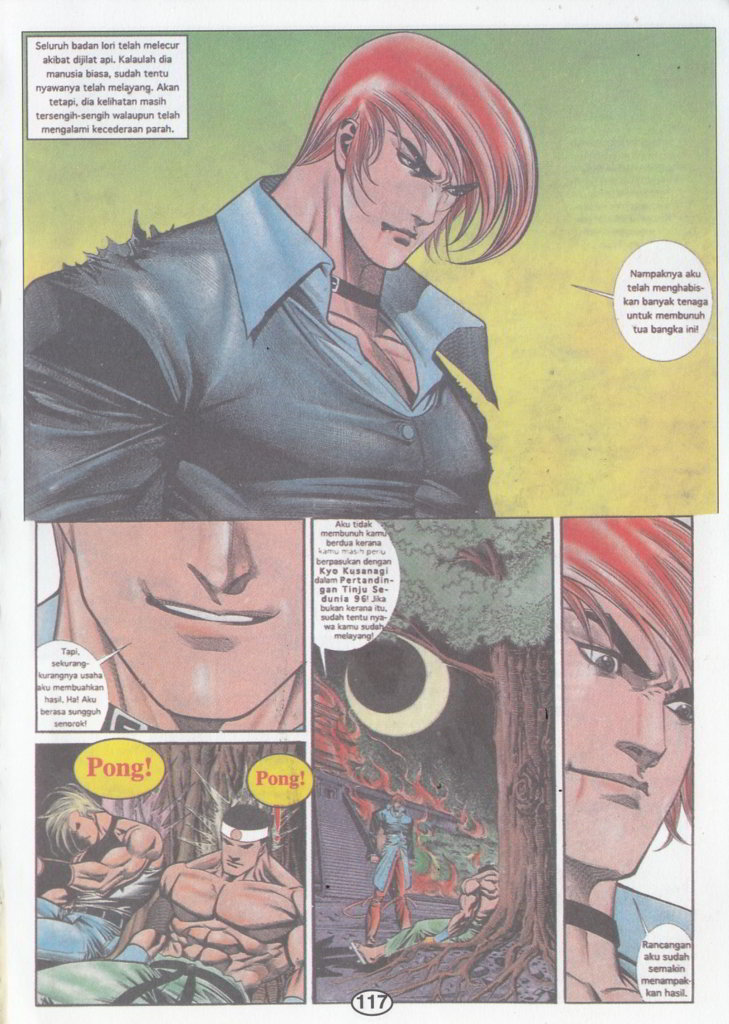 Seluruh badan Iori telah melecur
akibat dijilat api. Kalaulah dia
manusia biasa, sudah tentu
nyawanya telah melayang. Akan
tetapi, dia kelihatan masih
tersengih-sengih walaupun telah
mengalami kecederaan parah.
Nampaknya aku
telah menghabis-
kan banyak tenaga
untuk membunuh
tua bangka ini!
Tapi,
sekurang-
kurangnya usaha
aku membuahkan
hasil. Ha! Aku
berasa sungguh
senorok!
Pong!
Pong!
Aku tidak
membunuh kamu
berdua kerana
kamu masih perlu
berpasukan dengan
Kyo Kusanagi
dalam Pertandin-
gan Tinju Se-
dunia 96! Jika
bukan kerana itu,
sudah tentu nya-
wa kamu sudah
melayang!
Rancangan
aku sudah
semakin
menampak-
kan hasil.
117